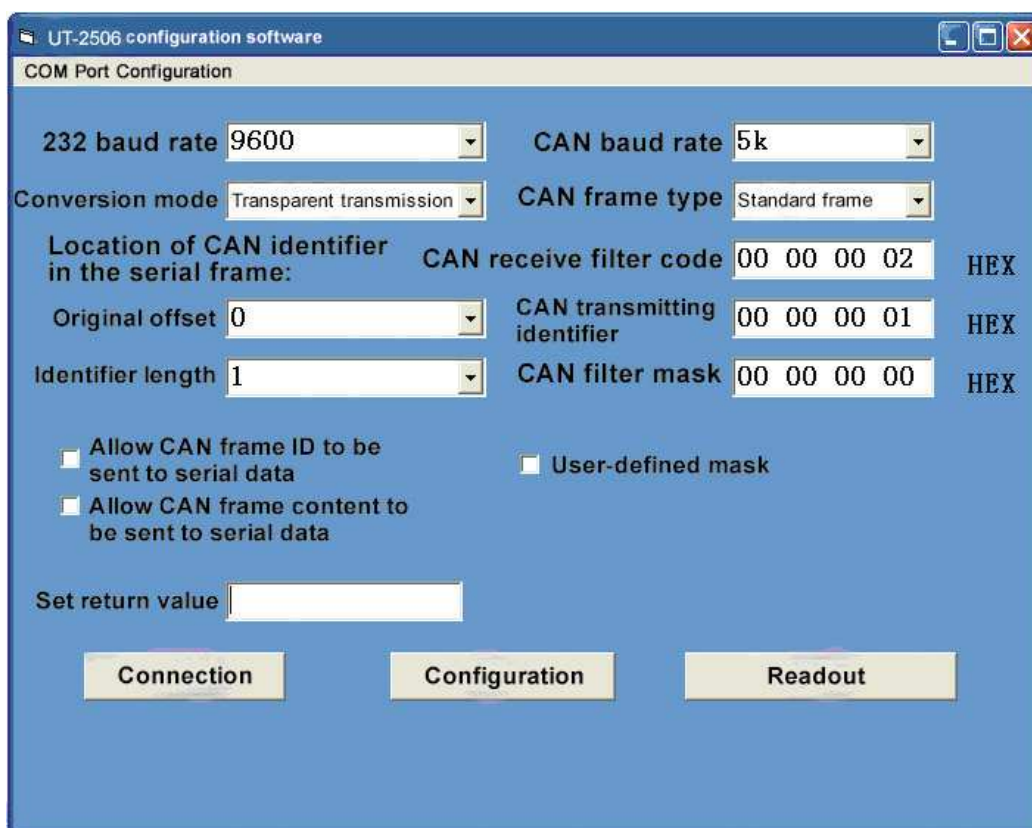 UT-2506 configuration software
COM Port Configuration
232 baud rate 9600
CAN baud rate 5k
Conversion mode Transparent transmission
CAN frame type Standard frame
Location of CAN identifier
in the serial frame:
CAN receive filter code 00 00 00 02 HEX
Original offset 0
CAN transmitting
identifier 00 00 00 01 HEX
Identifier length 1
CAN filter mask 00 00 00 00 HEX
Allow CAN frame ID to be
sent to serial data
User-defined mask
Allow CAN frame content to
be sent to serial data
Set return value
Connection
Configuration
Readout